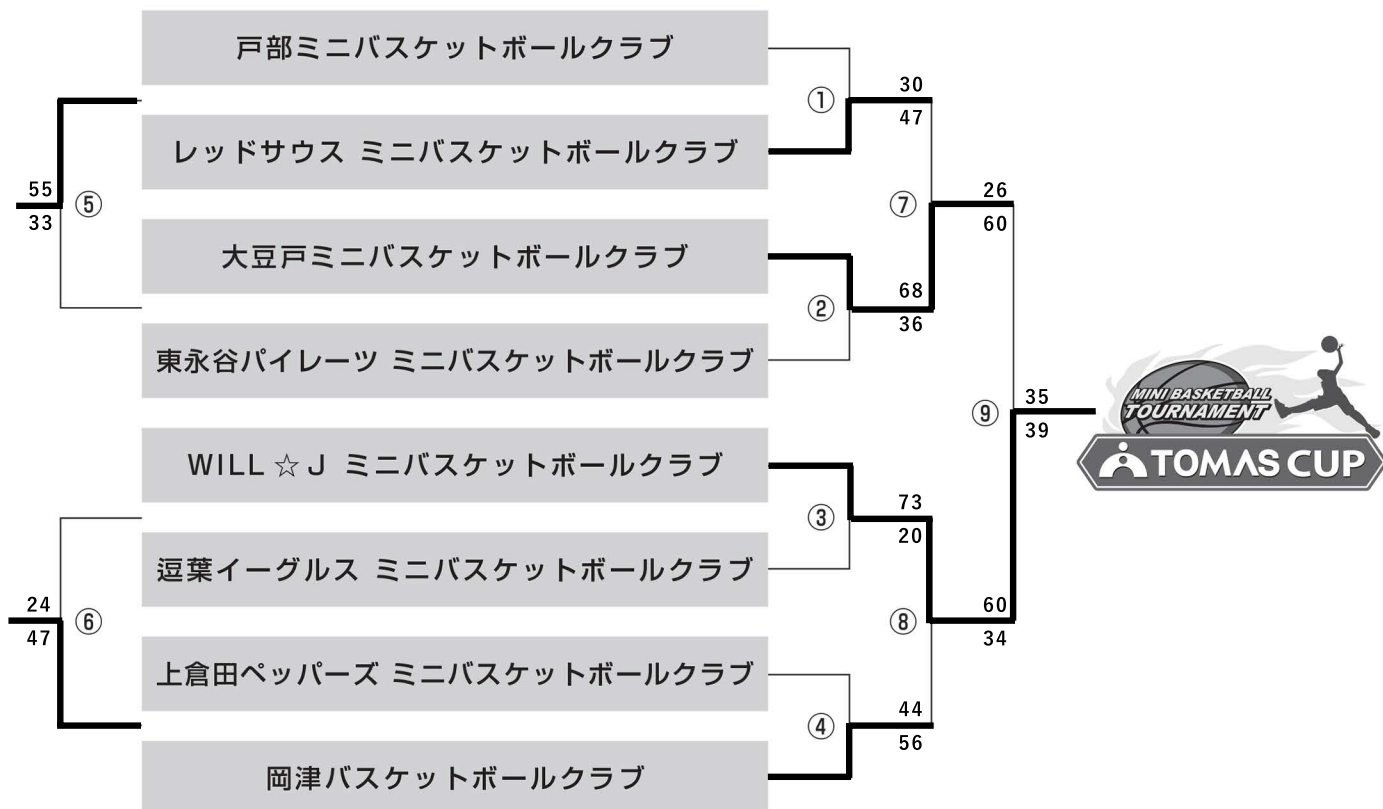 戸部ミニバスケットボールクラブ
レッドサウス ミニバスケットボールクラブ
大豆戸ミニバスケットボールクラブ
東永谷パイレーツ ミニバスケットボールクラブ
WILL☆J ミニバスケットボールクラブ
逗葉イーグルス ミニバスケットボールクラブ
上倉田ペッパーズ ミニバスケットボールクラブ
岡津バスケットボールクラブ
①
30
47
②
68
36
③
73
20
④
44
56
⑤
55
33
⑥
24
47
⑦
26
60
⑧
60
34
⑨
35
39
MINI BASKETBALL
TOURNAMENT
TOMAS CUP